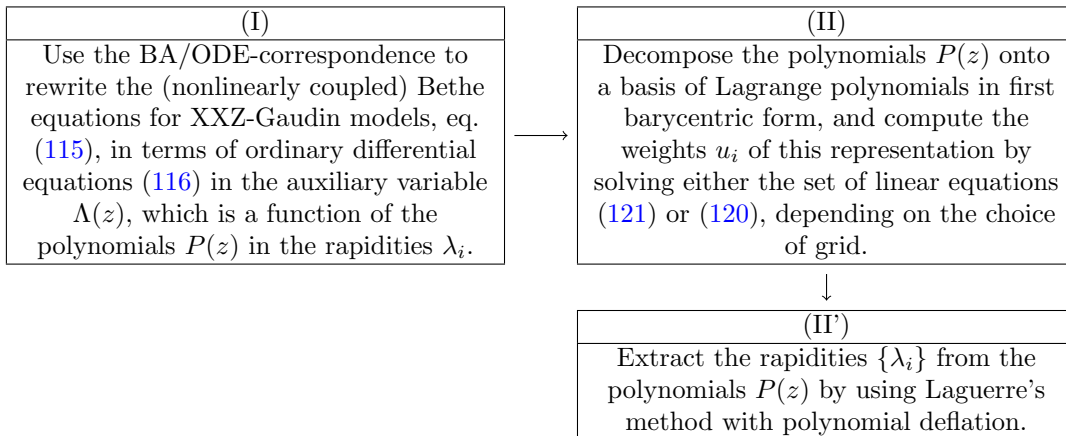 (I)
Use the BA/ODE-correspondence to
rewrite the (nonlinearly coupled) Bethe
equations for XXZ-Gaudin models, eq.
(115), in terms of ordinary differential
equations (116) in the auxiliary variable
Λ(z), which is a function of the
polynomials P(z) in the rapidities λᵢ.
(II)
Decompose the polynomials P(z) onto
a basis of Lagrange polynomials in first
barycentric form, and compute the
weights uᵢ of this representation by
solving either the set of linear equations
(121) or (120), depending on the choice
of grid.
(II')
Extract the rapidities {λᵢ} from the
polynomials P(z) by using Laguerre's
method with polynomial deflation.